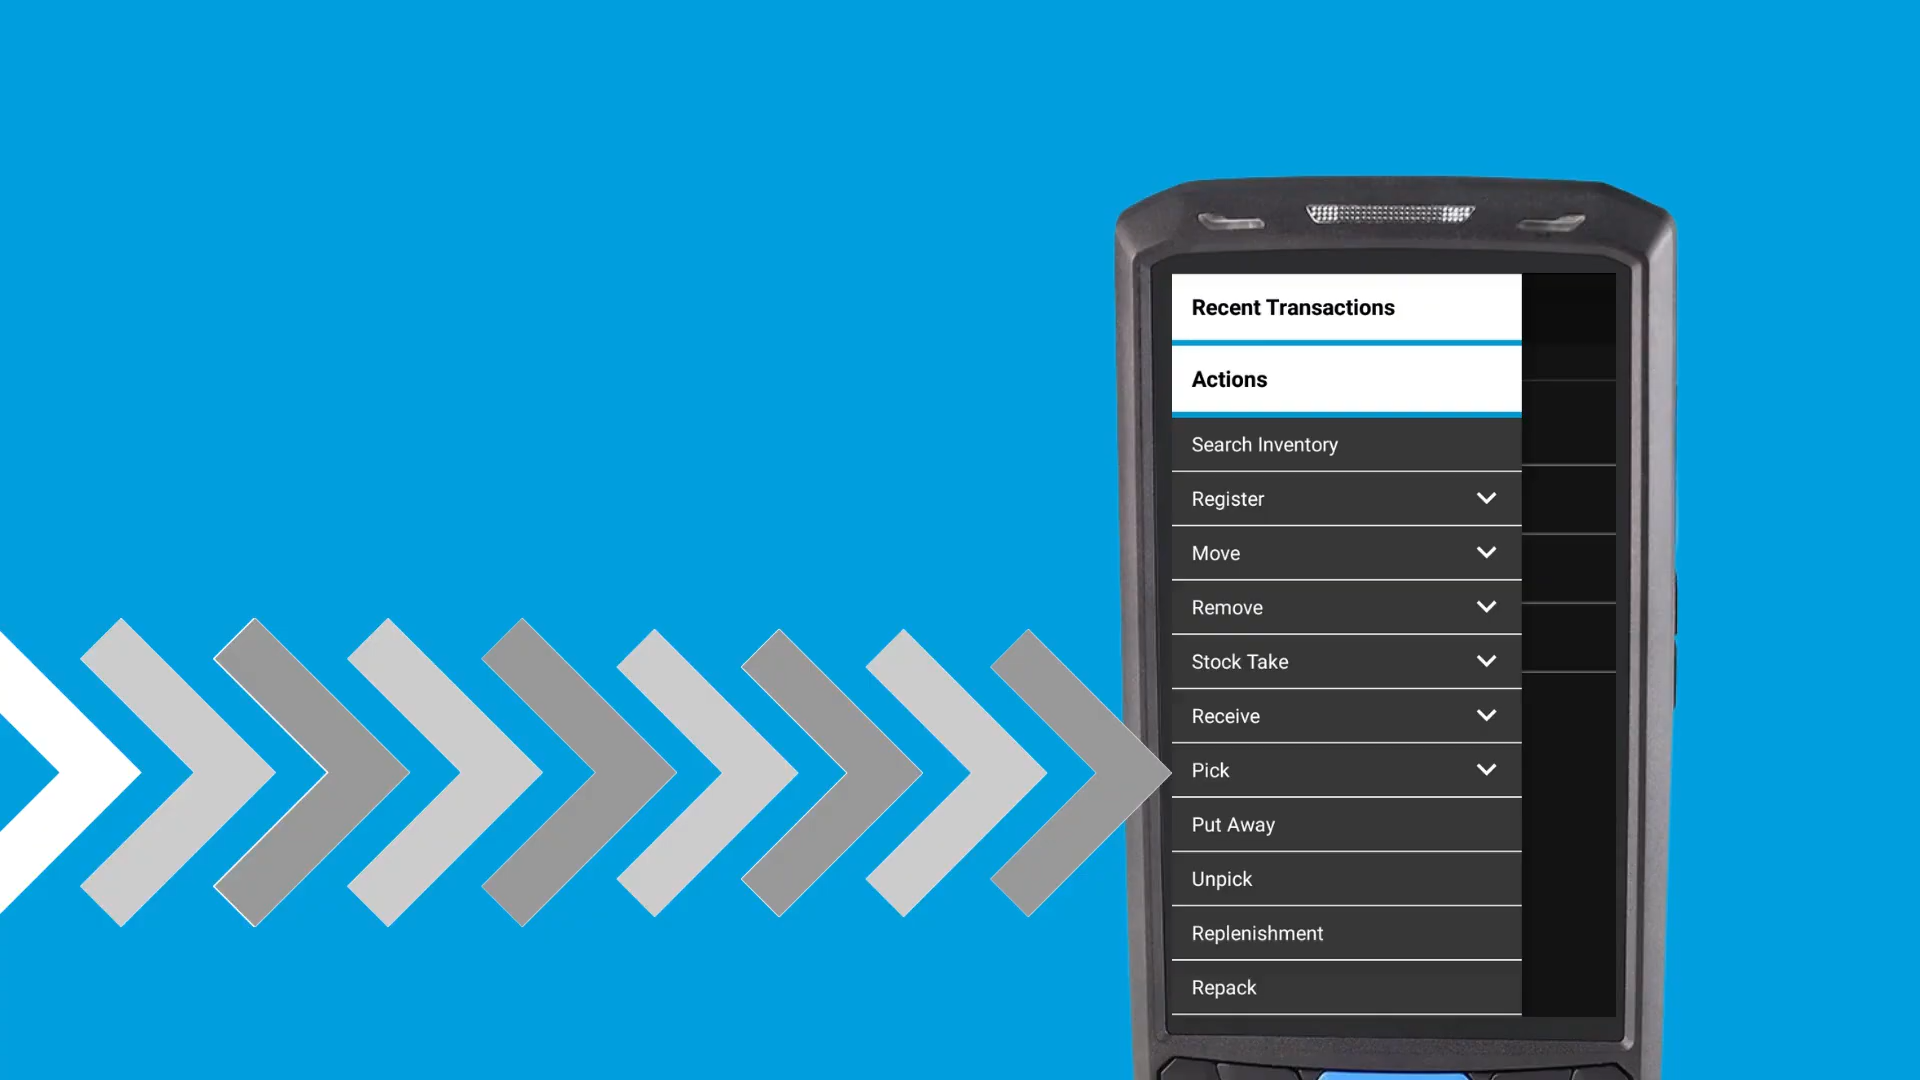 Recent Transactions
Actions
Search Inventory
Register
Move
Remove
Stock Take
Receive
Pick
Put Away
Unpick
Replenishment
Repack